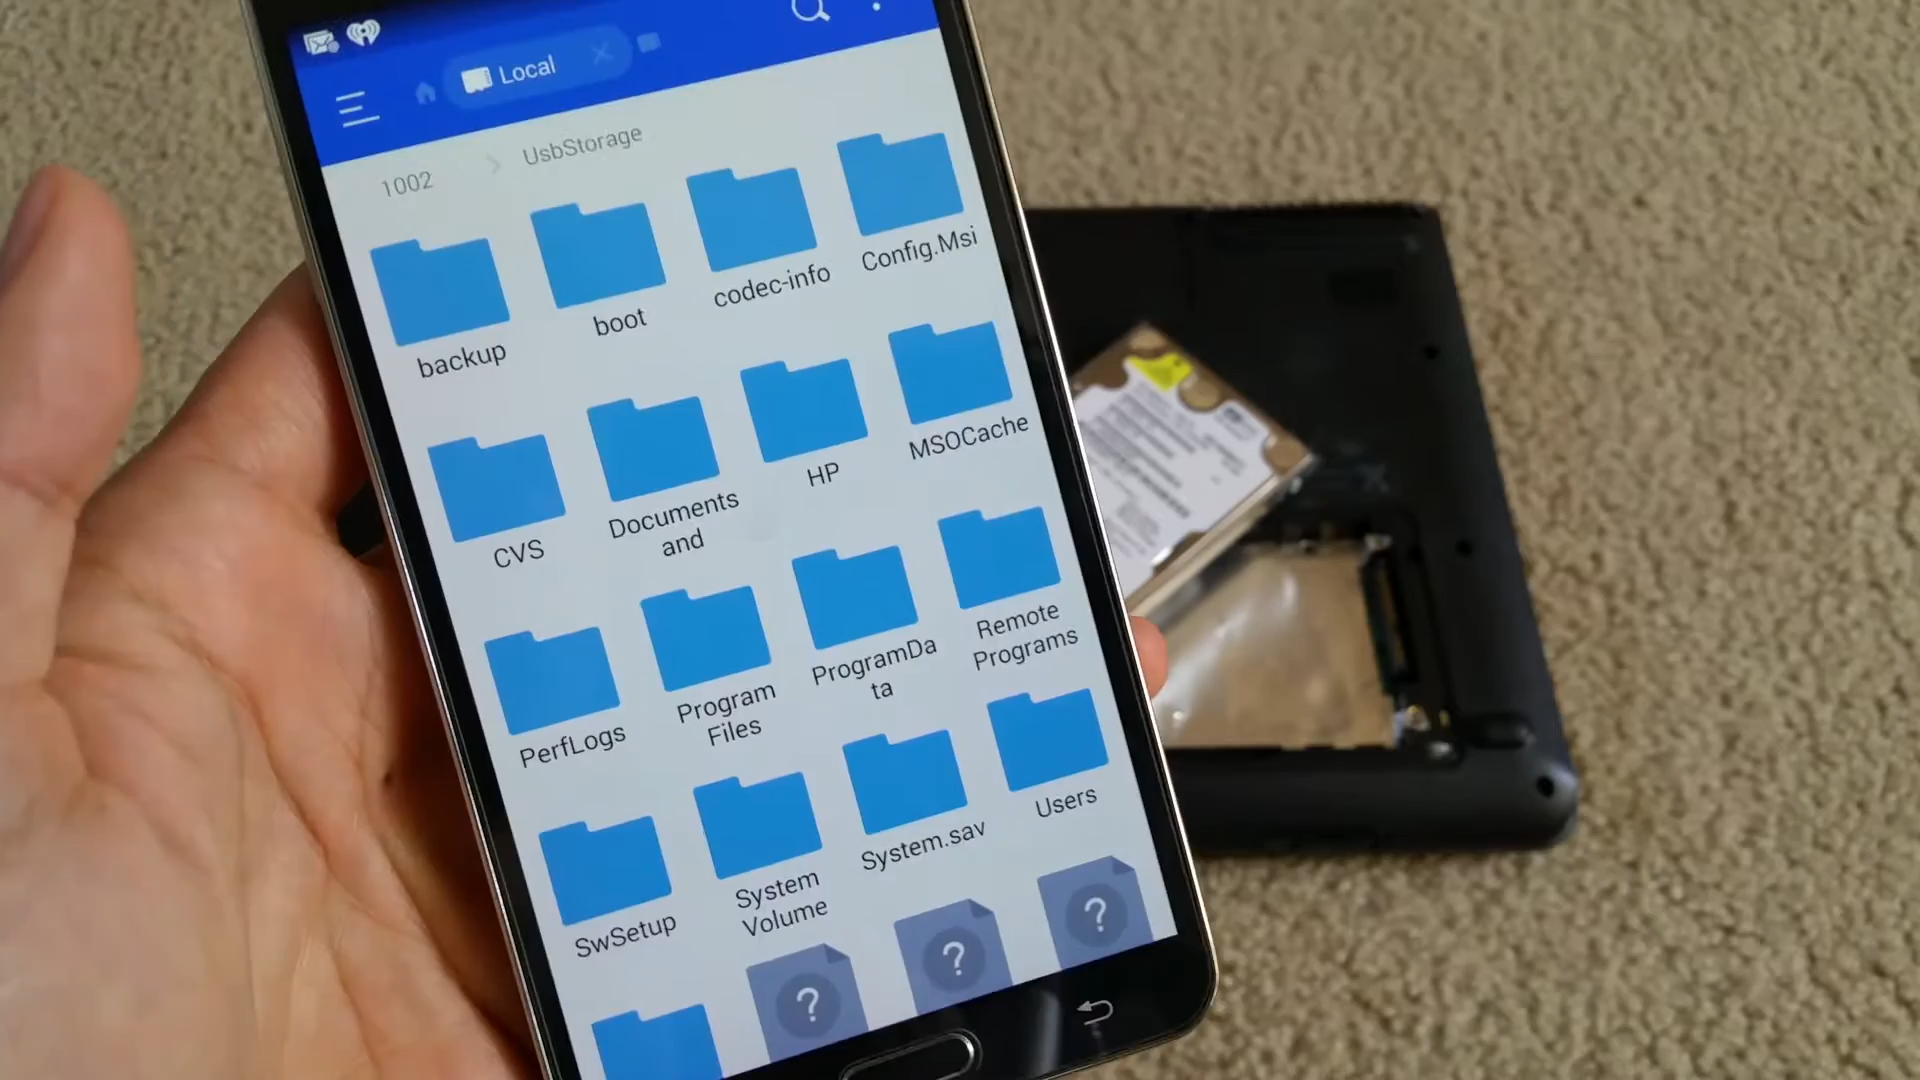 Local
1002
UsbStorage
backup
boot
codec-info
Config.Msi
CVS
Documents
and
HP
MSOCache
PerfLogs
Program
Files
ProgramDa
ta
Remote
Programs
SwSetup
System
Volume
System.sav
Users
?
?
?